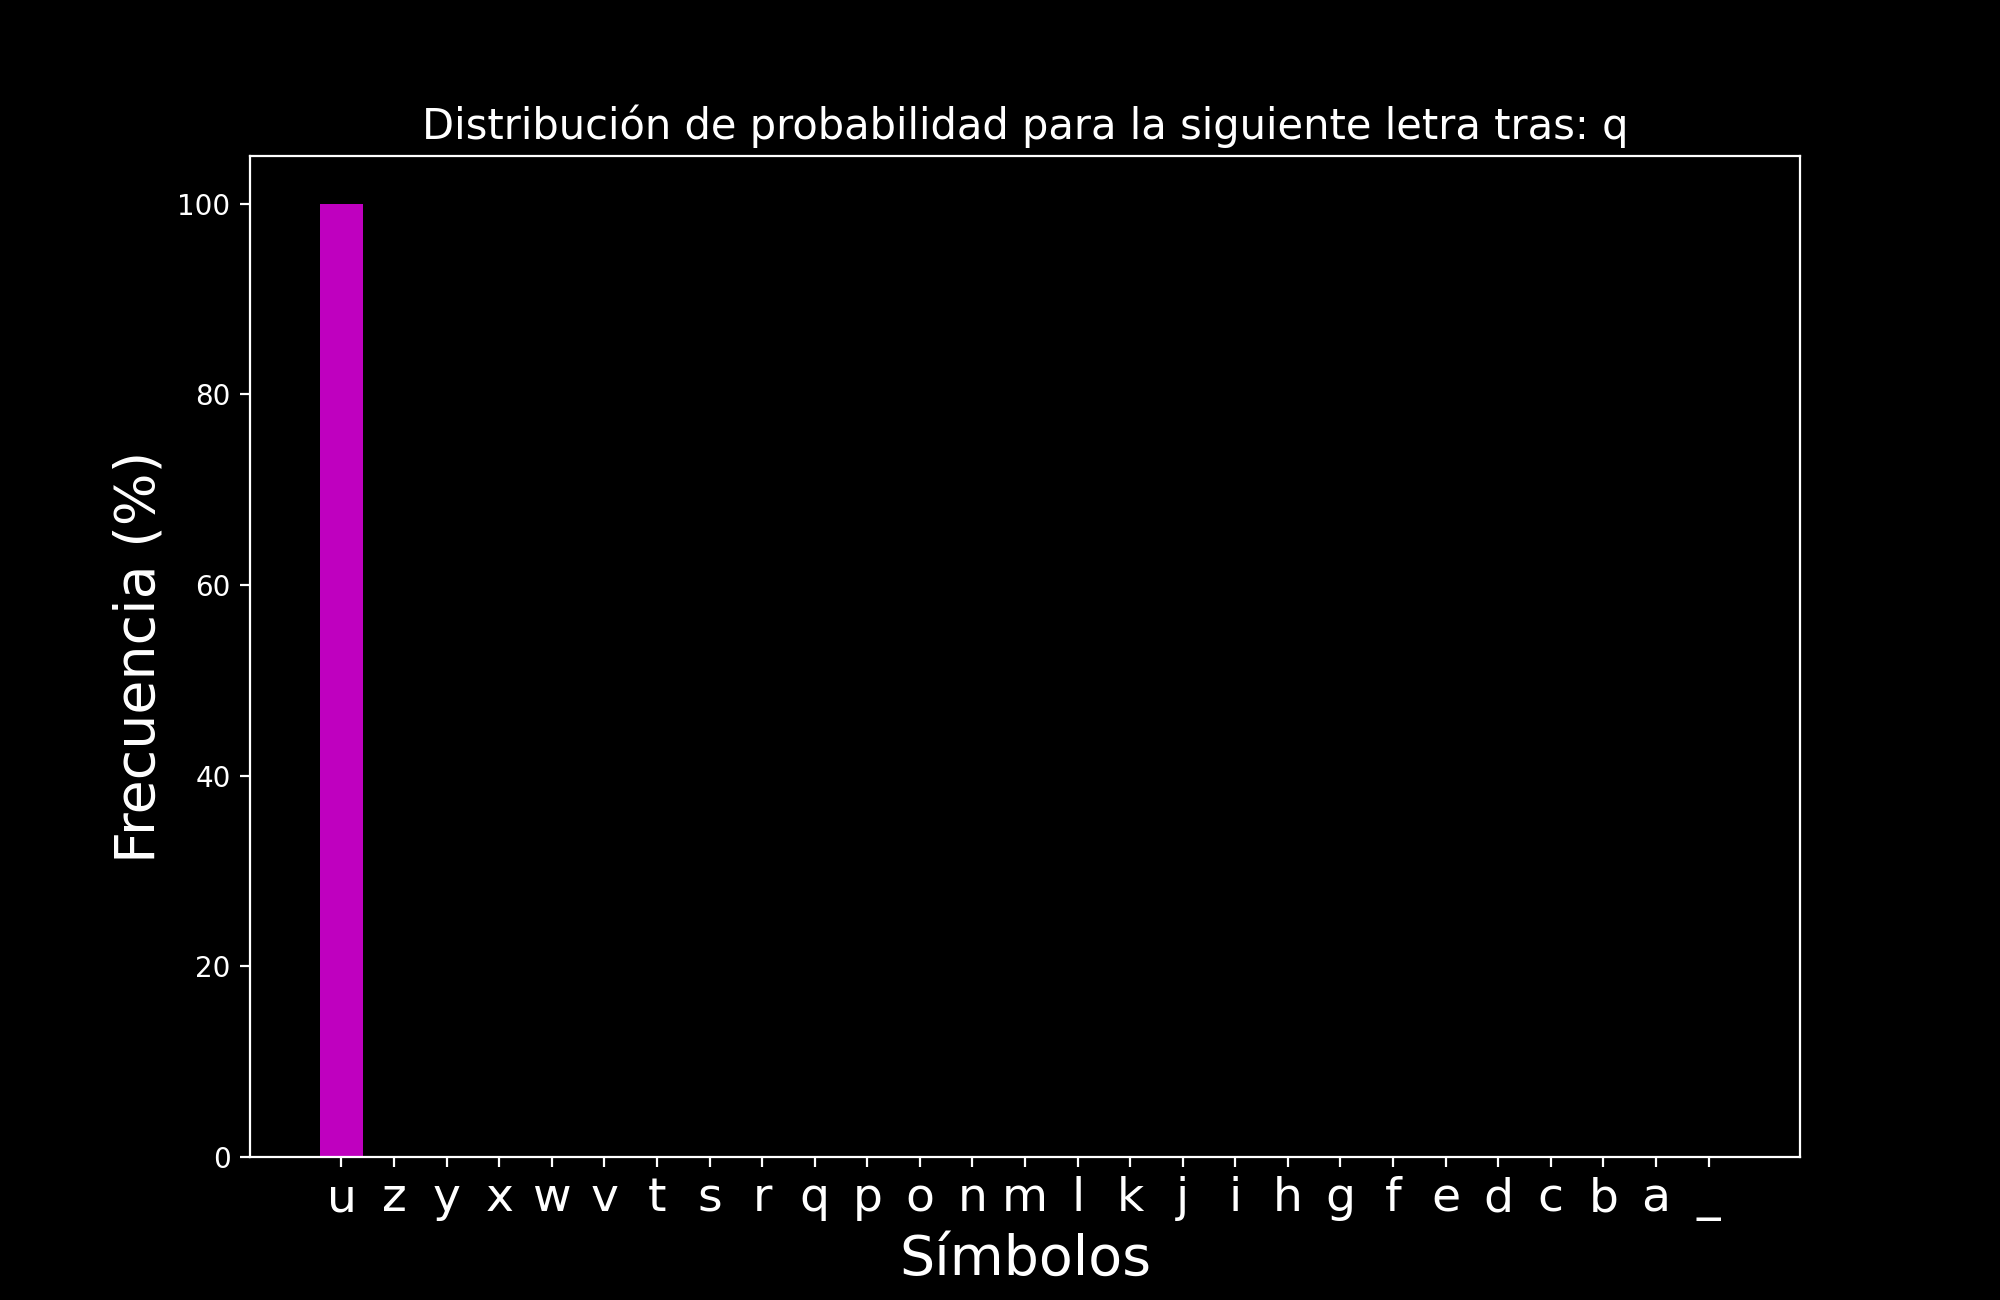 Distribución de probabilidad para la siguiente letra tras: q
100
80
60
40
20
0
Frecuencia (%)
u z y x w v t s r q p o n m l k j i h g f e d c b a _
Símbolos